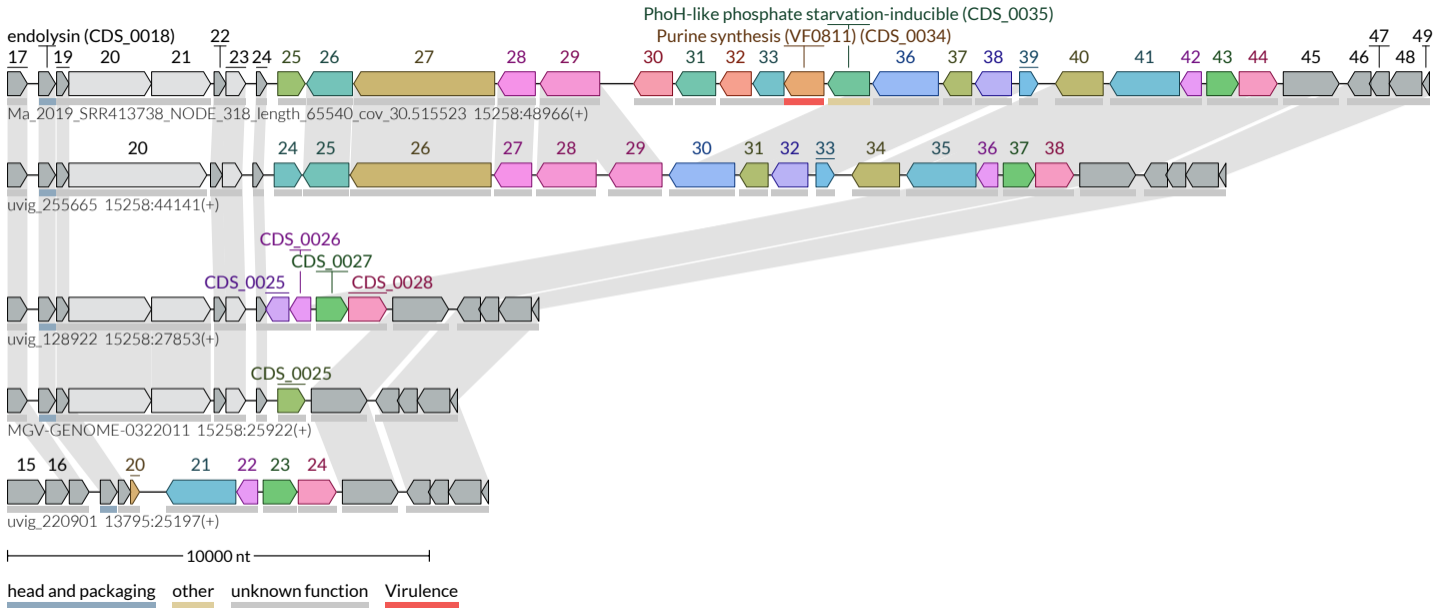 PhoH-like phosphate starvation-inducible (CDS_0035)
endolysin (CDS_0018) 22 Purine synthesis (VF0811) (CDS_0034) 47 49
17 19 20 21 23 24 25 26 27 28 29 30 31 32 33 36 37 38 39 40 41 42 43 44 45 46 48
Ma_2019_SRR413738_NODE_318_length_65540_cov_30.515523 15258:48966(+)
20 24 25 26 27 28 29 30 31 32 33 34 35 36 37 38
uvig_255665 15258:44141(+)
CDS_0026
CDS_0027
CDS_0025 CDS_0028
uvig_128922 15258:27853(+)
CDS_0025
MGV-GENOME-0322011 15258:25922(+)
15 16 20 21 22 23 24
uvig_220901 13795:25197(+)
10000 nt
head and packaging other unknown function Virulence